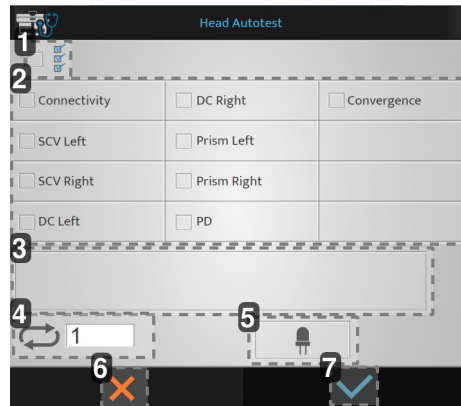 Head Autotest
1
2
Connectivity DC Right Convergence
SCV Left Prism Left
SCV Right Prism Right
DC Left PD
3
4 1 5
6 7